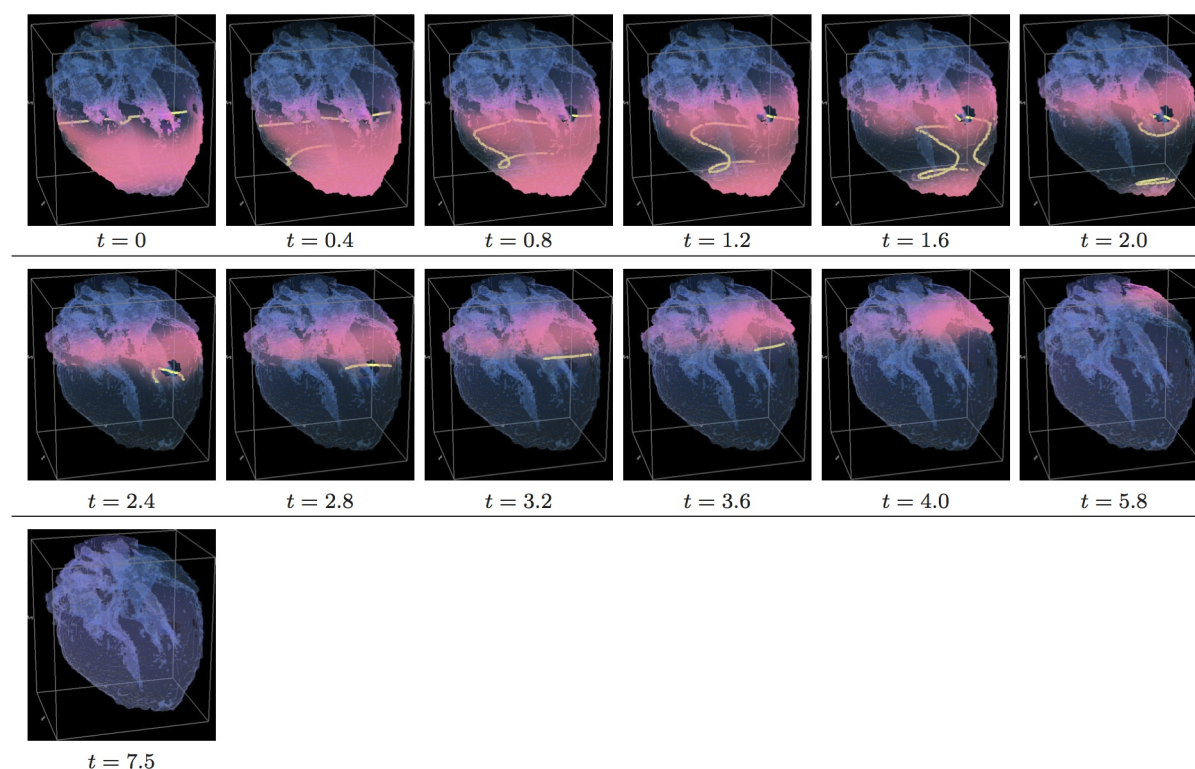 t = 0 t = 0.4 t = 0.8 t = 1.2 t = 1.6 t = 2.0
t = 2.4 t = 2.8 t = 3.2 t = 3.6 t = 4.0 t = 5.8
t = 7.5